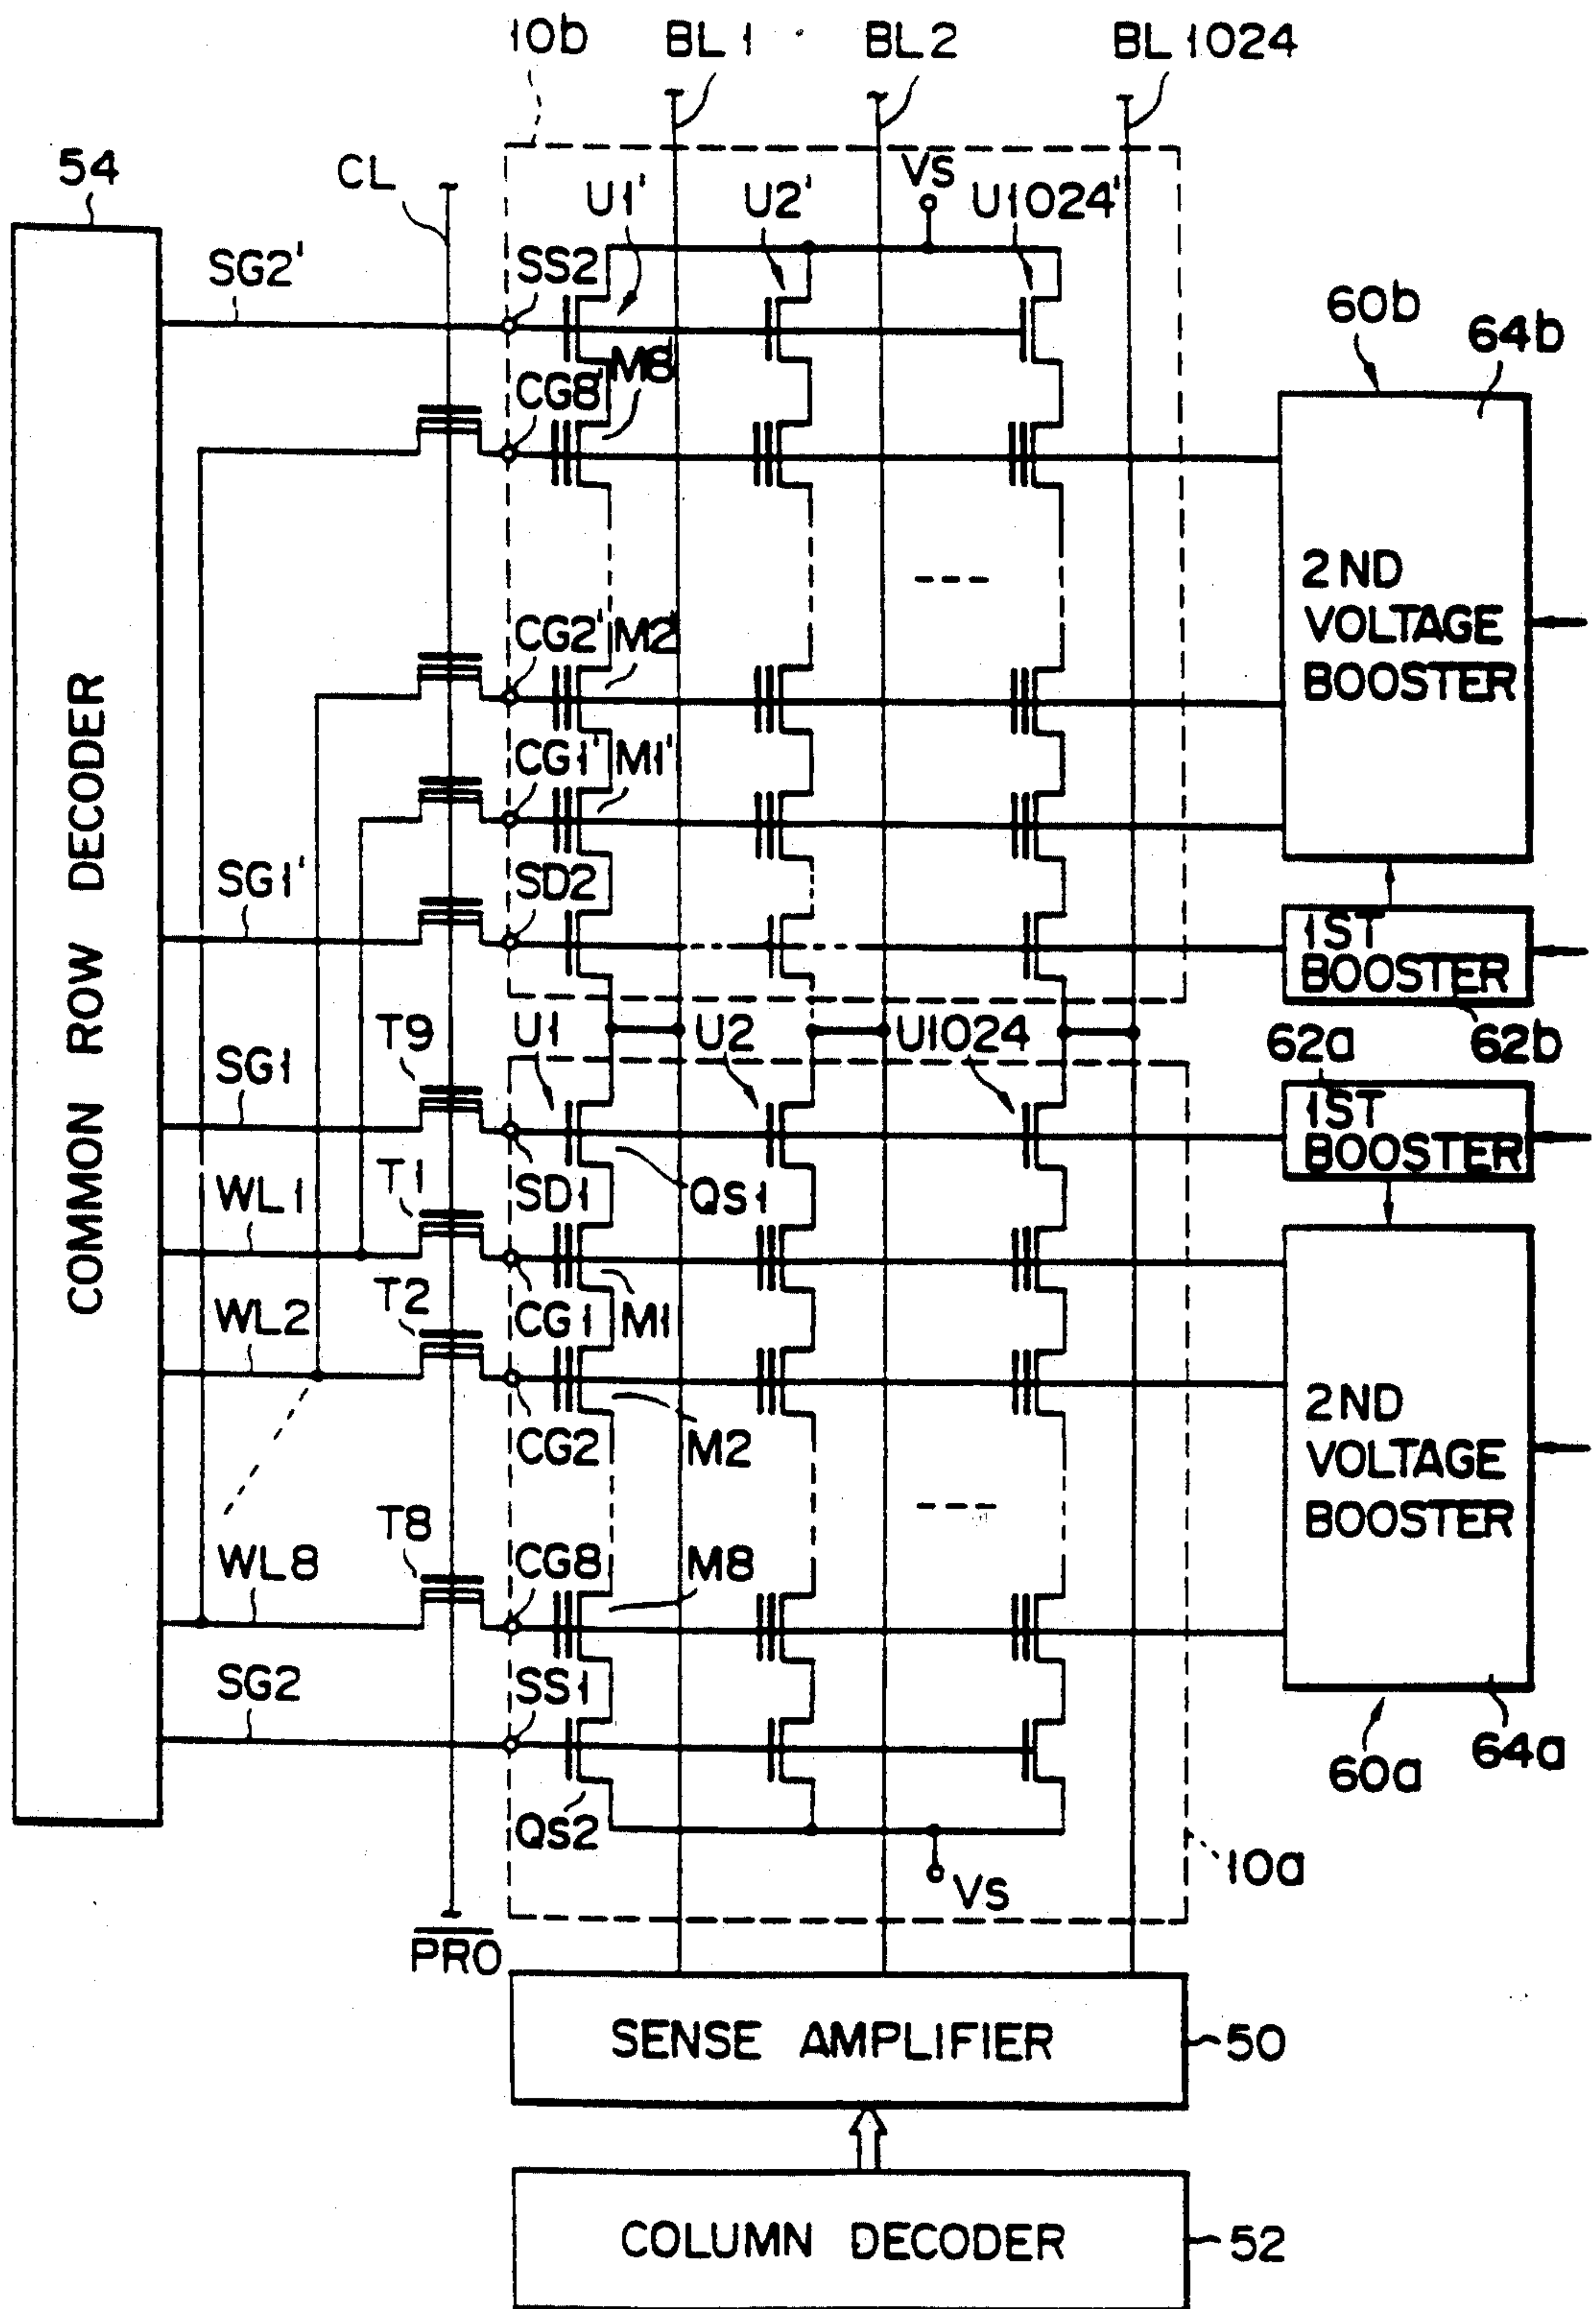 10b
BL1
BL2
BL1024
54
CL
VS
U1'
U2'
U1024'
SG2'
SS2
60b
64b
CG8'
M8'
2ND
VOLTAGE
BOOSTER
CG2'
M2'
CG1'
M1'
COMMON ROW DECODER
SG1'
SD2
1ST
BOOSTER
T9
U1
U2
U1024
62a
62b
SG1
1ST
BOOSTER
T1
SD1
QS1
WL1
T2
CG1
M1
WL2
CG2
M2
2ND
VOLTAGE
BOOSTER
T8
CG8
M8
WL8
SG2
SS1
64a
60a
QS2
10a
VS
PRO
SENSE AMPLIFIER
50
COLUMN DECODER
52